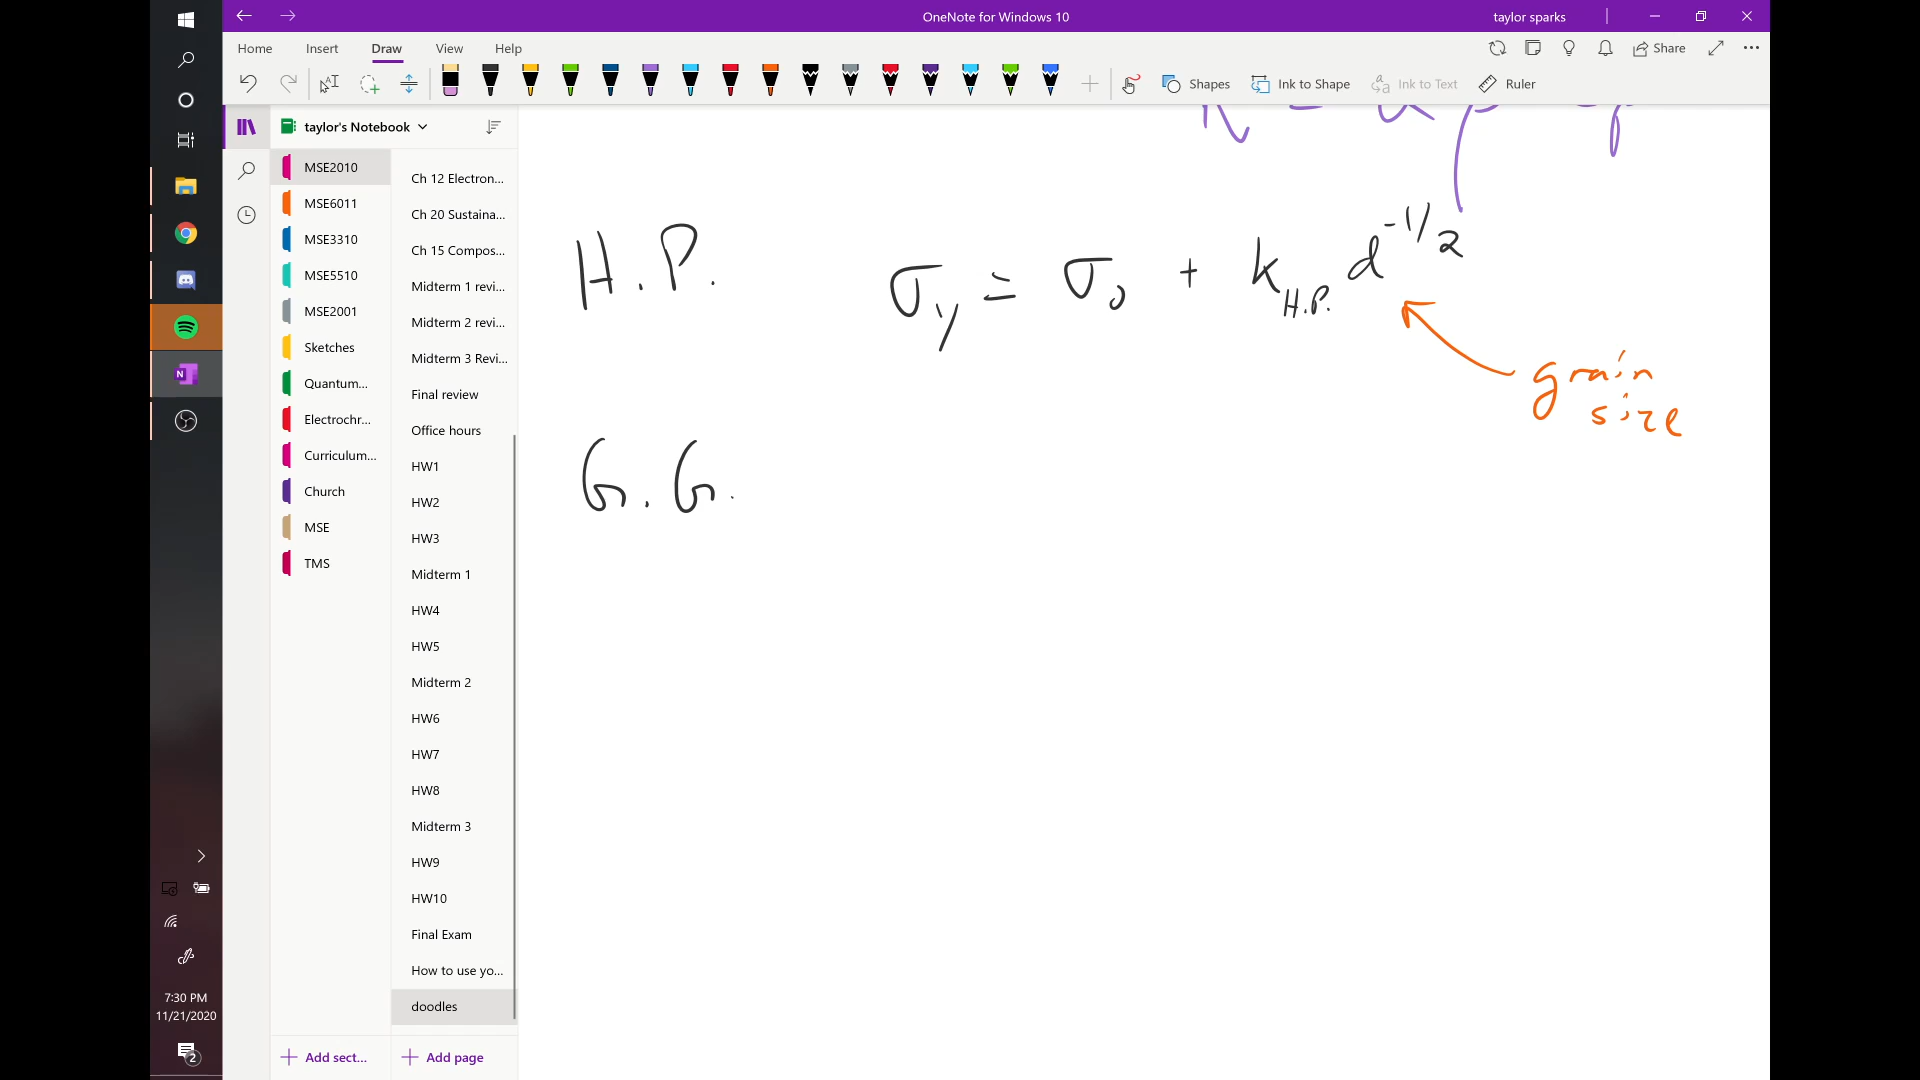 OneNote for Windows 10
taylor sparks
Home Insert Draw View Help
Share
Shapes Ink to Shape Ink to Text Ruler
taylor's Notebook
MSE2010
MSE6011
MSE3310
MSE5510
MSE2001
Sketches
Quantum...
Electrochr...
Curriculum...
Church
MSE
TMS
Add sect...
Ch 12 Electron...
Ch 20 Sustaina...
Ch 15 Compos...
Midterm 1 revi...
Midterm 2 revi...
Midterm 3 Revi...
Final review
Office hours
HW1
HW2
HW3
Midterm 1
HW4
HW5
Midterm 2
HW6
HW7
HW8
Midterm 3
HW9
HW10
Final Exam
How to use yo...
doodles
Add page
H.P. σy = σ₀ + k_H.P. d^-1/2
grain
size
G.G.
7:30 PM
11/21/2020
2